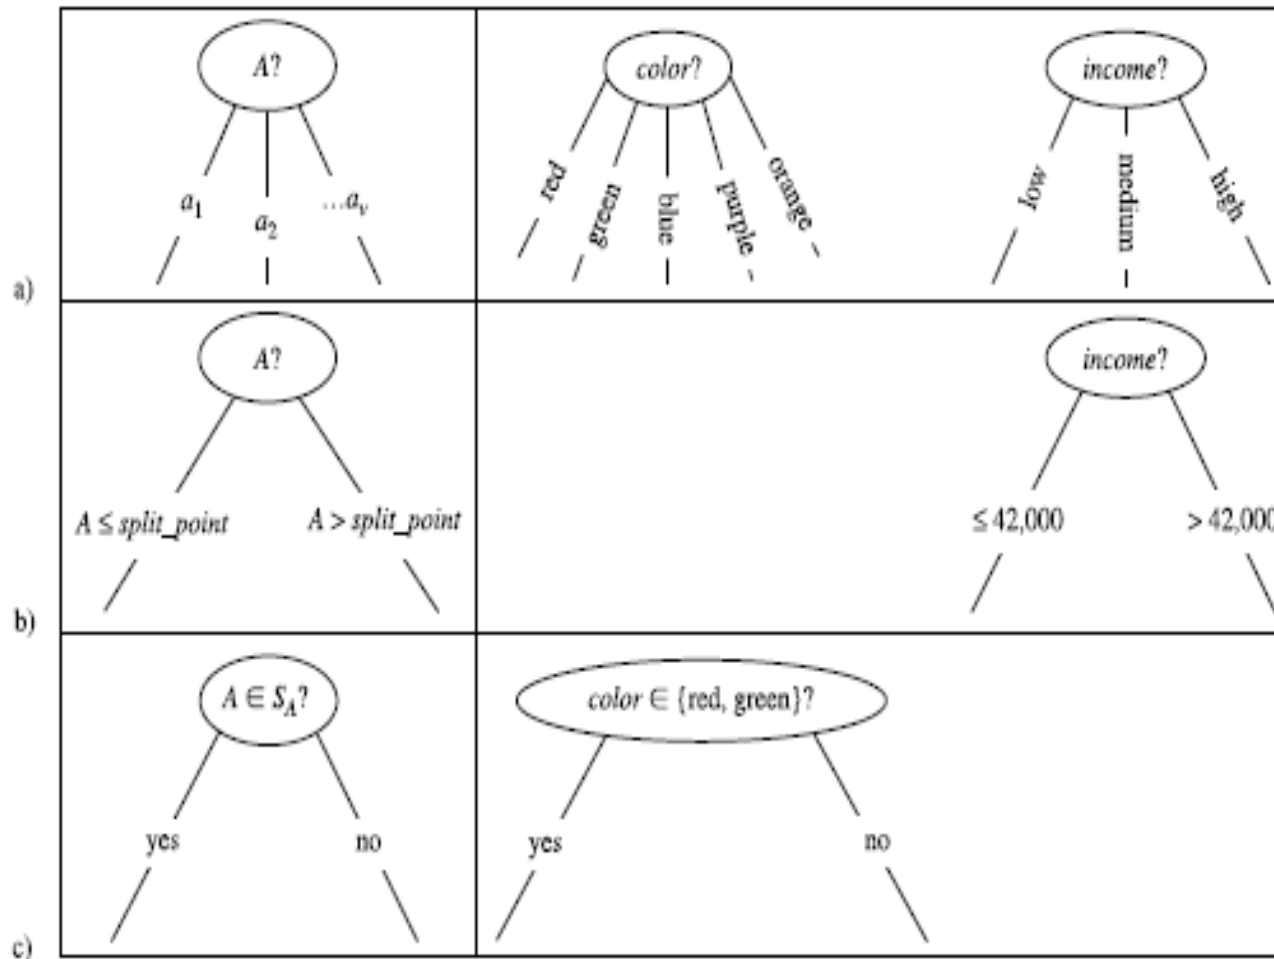 A?
a1
a2
...av
color?
red
green
blue
purple
orange
income?
low
medium
high
a)
A?
A ≤ split_point
A > split_point
income?
≤ 42,000
> 42,000
b)
A ∈ SA?
yes
no
color ∈ {red, green}?
yes
no
c)